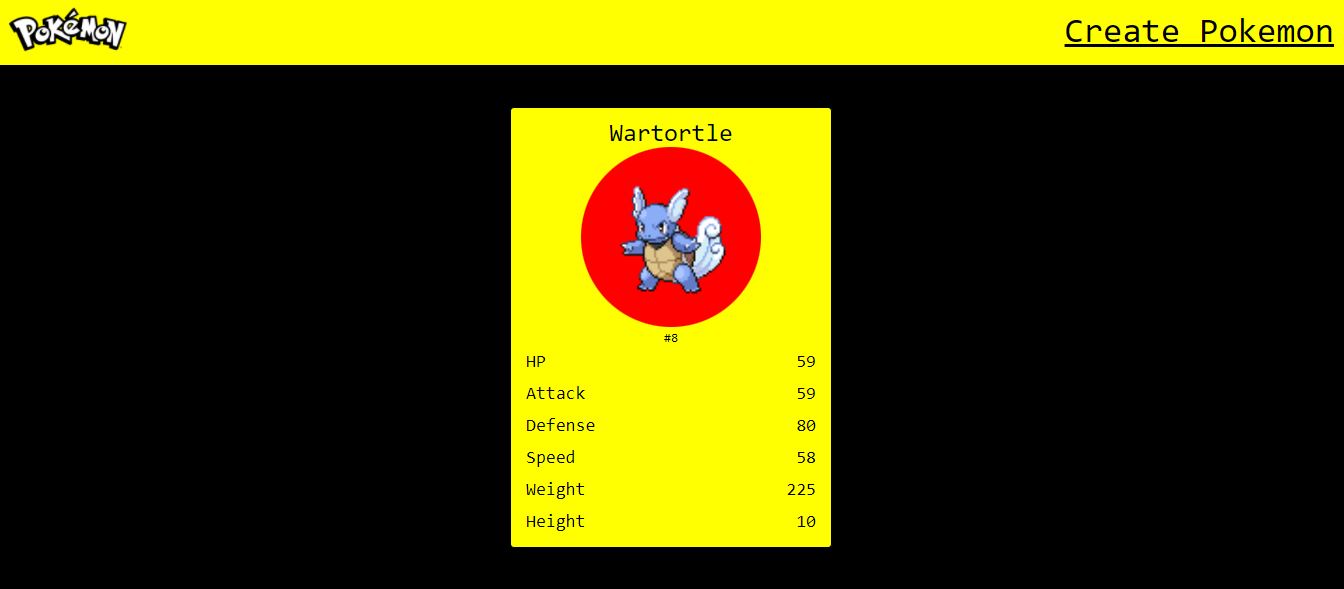 POKéMON
Create Pokemon
Wartortle
#8
HP 59
Attack 59
Defense 80
Speed 58
Weight 225
Height 10